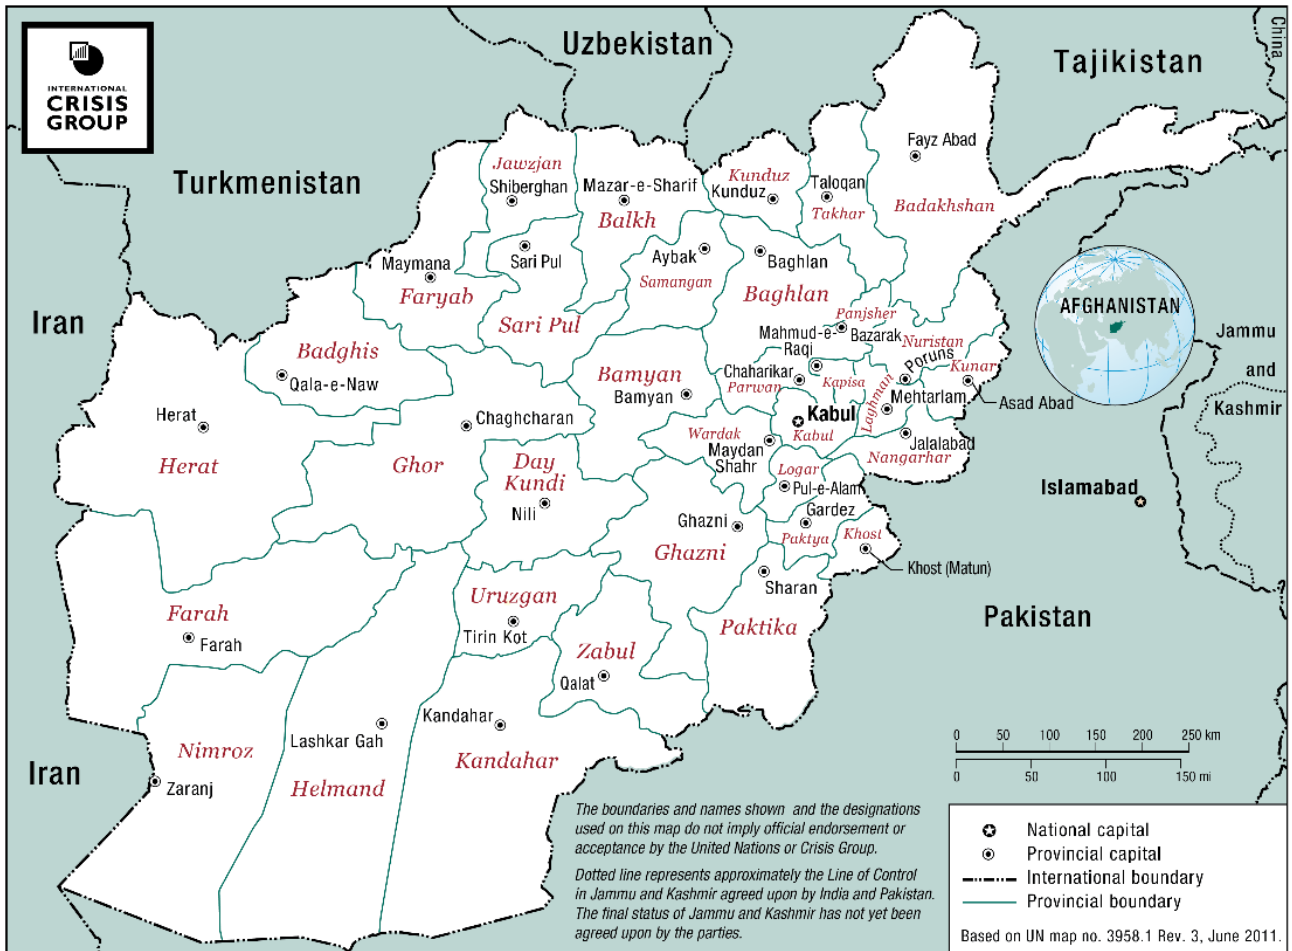 INTERNATIONAL
CRISIS
GROUP
Uzbekistan
Tajikistan
China
Turkmenistan
Iran
Iran
Pakistan
Islamabad
Jammu
and
Kashmir
AFGHANISTAN
Fayz Abad
Badakhshan
Jawzjan
Shiberghan
Mazar-e-Sharif
Balkh
Kunduz
Kunduz
Taloqan
Takhar
Maymana
Faryab
Sari Pul
Sari Pul
Aybak
Samangan
Baghlan
Baghlan
Panjsher
Bazarak
Mahmud-e-
Raqi
Nuristan
Poruns
Kunar
Asad Abad
Badghis
Qala-e-Naw
Bamyan
Bamyan
Chaharikar
Parwan
Kapisa
Laghman
Mehtarlam
Herat
Herat
Chaghcharan
Ghor
Day
Kundi
Nili
Wardak
Maydan
Shahr
Kabul
Kabul
Jalalabad
Nangarhar
Logar
Pul-e-Alam
Gardez
Paktya
Khost
Khost (Matun)
Ghazni
Ghazni
Sharan
Paktika
Farah
Farah
Uruzgan
Tirin Kot
Zabul
Qalat
Nimroz
Zaranj
Lashkar Gah
Helmand
Kandahar
Kandahar
0 50 100 150 200 250 km
0 50 100 150 mi
The boundaries and names shown and the designations
used on this map do not imply official endorsement or
acceptance by the United Nations or Crisis Group.
Dotted line represents approximately the Line of Control
in Jammu and Kashmir agreed upon by India and Pakistan.
The final status of Jammu and Kashmir has not yet been
agreed upon by the parties.
National capital
Provincial capital
International boundary
Provincial boundary
Based on UN map no. 3958.1 Rev. 3, June 2011.